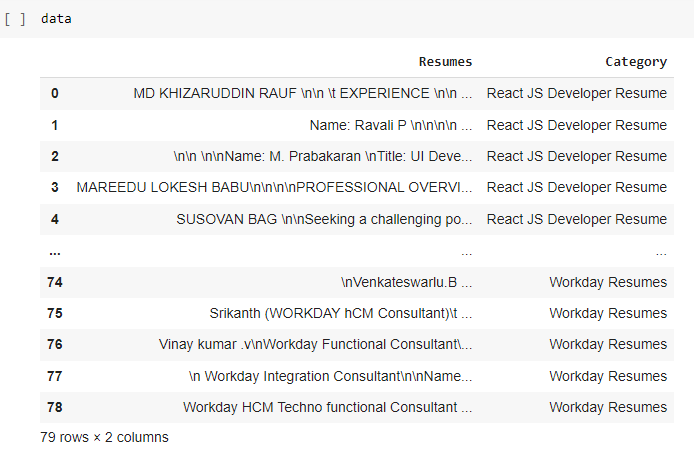 [ ] data
Resumes Category
0 MD KHIZARUDDIN RAUF \n\n \t EXPERIENCE \n\n ... React JS Developer Resume
1 Name: Ravali P \n\n\n\n ... React JS Developer Resume
2 \n\n \n\nName: M. Prabakaran \nTitle: UI Deve... React JS Developer Resume
3 MAREEDU LOKESH BABU\n\n\n\nPROFESSIONAL OVERVI... React JS Developer Resume
4 SUSOVAN BAG \n\nSeeking a challenging po... React JS Developer Resume
... ... ...
74 \nVenkateswarlu.B ... Workday Resumes
75 Srikanth (WORKDAY hCM Consultant)\t ... Workday Resumes
76 Vinay kumar .v\nWorkday Functional Consultant\... Workday Resumes
77 \n Workday Integration Consultant\n\nName... Workday Resumes
78 Workday HCM Techno functional Consultant ... Workday Resumes
79 rows × 2 columns